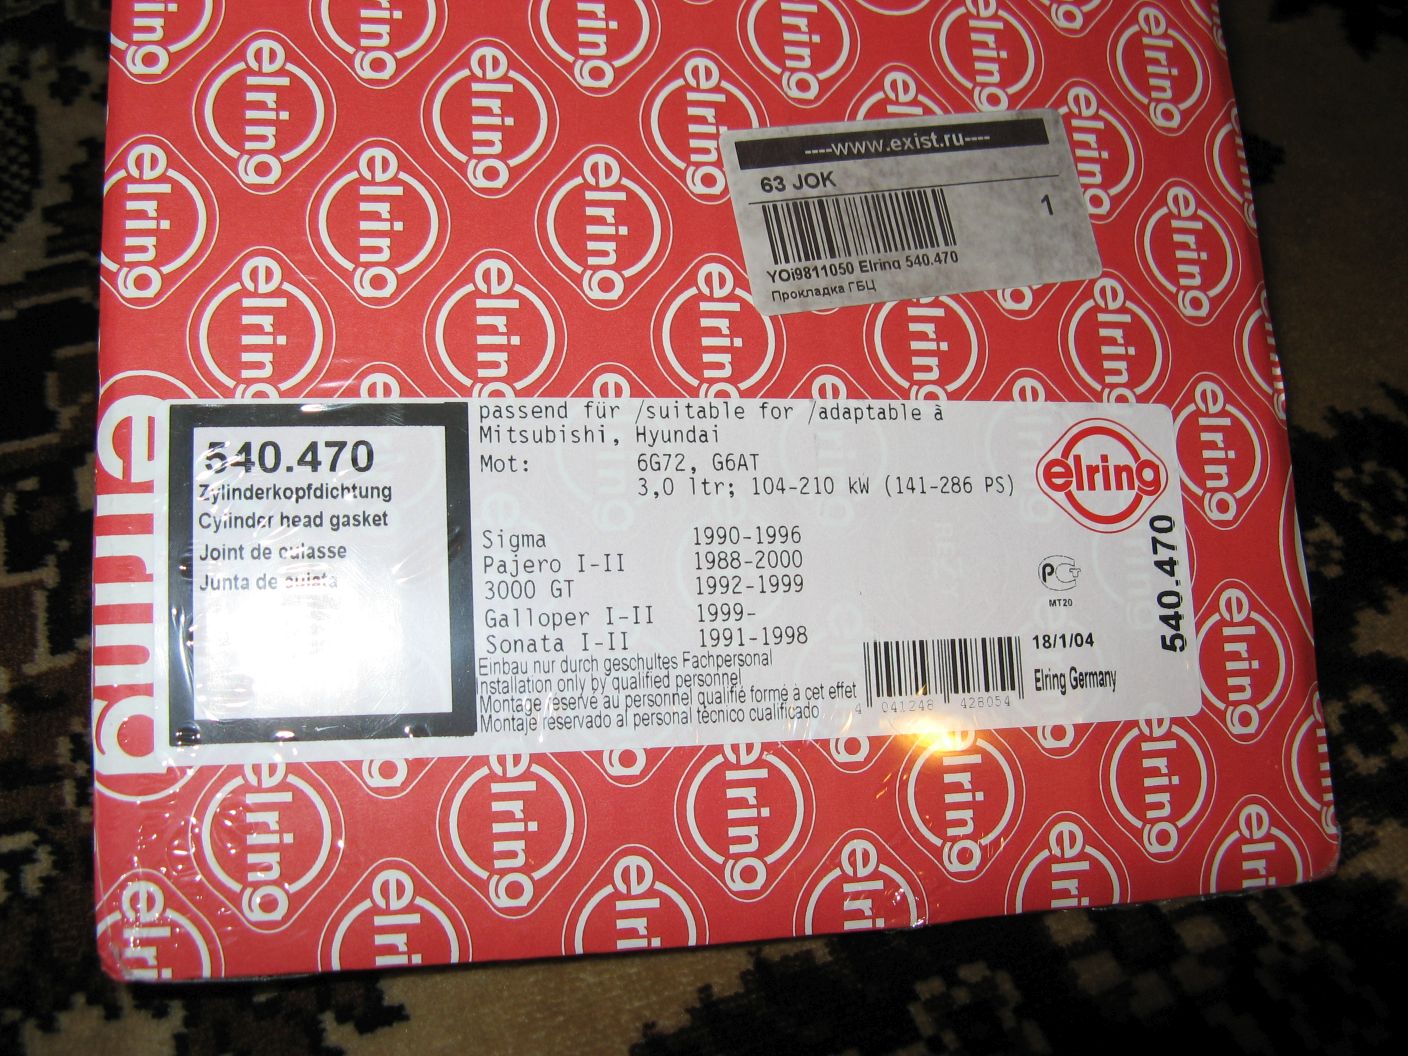 ----www.exist.ru----
63 JOK
1
YOi9811050 Elring 540.470
Прокладка ГБЦ
elring
540.470
Zylinderkopfdichtung
Cylinder head gasket
Joint de culasse
Junta de culata
passend für /suitable for /adaptable à
Mitsubishi, Hyundai
Mot: 6G72, G6AT
3,0 ltr; 104-210 kW (141-286 PS)
Sigma 1990-1996
Pajero I-II 1988-2000
3000 GT 1992-1999
Galloper I-II 1999-
Sonata I-II 1991-1998
Einbau nur durch geschultes Fachpersonal
Installation only by qualified personnel
Montage réservé au personnel qualifié formé à cet effet
Montaje reservado al personal técnico cualificado
elring
MT20
18/1/04
Elring Germany
4 041248 428054
540.470